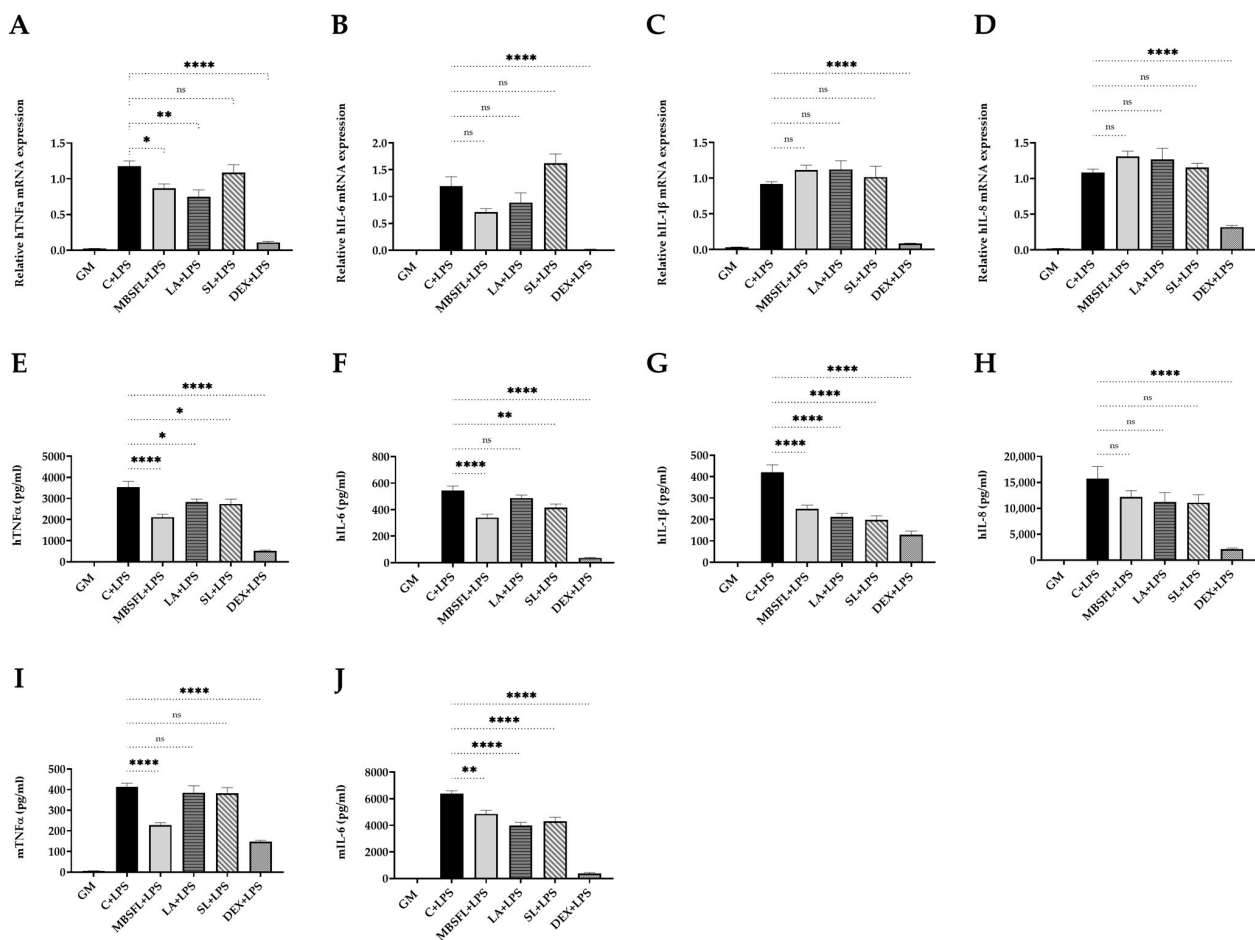 A
Relative hTNFa mRNA expression
****
ns
**
*
1.5
1.0
0.5
0.0
GM
C+LPS
MBSFL+LPS
LA+LPS
SL+LPS
DEX+LPS
B
Relative hIL-6 mRNA expression
****
ns
ns
ns
2.0
1.5
1.0
0.5
0.0
GM
C+LPS
MBSFL+LPS
LA+LPS
SL+LPS
DEX+LPS
C
Relative hIL-1β mRNA expression
****
ns
ns
ns
1.5
1.0
0.5
0.0
GM
C+LPS
MBSFL+LPS
LA+LPS
SL+LPS
DEX+LPS
D
Relative hIL-8 mRNA expression
****
ns
ns
ns
1.5
1.0
0.5
0.0
GM
C+LPS
MBSFL+LPS
LA+LPS
SL+LPS
DEX+LPS
E
hTNFα (pg/ml)
****
*
*
****
5000
4000
3000
2000
1000
0
GM
C+LPS
MBSFL+LPS
LA+LPS
SL+LPS
DEX+LPS
F
hIL-6 (pg/ml)
****
**
ns
****
800
600
400
200
0
GM
C+LPS
MBSFL+LPS
LA+LPS
SL+LPS
DEX+LPS
G
hIL-1β (pg/ml)
****
****
****
****
500
400
300
200
100
0
GM
C+LPS
MBSFL+LPS
LA+LPS
SL+LPS
DEX+LPS
H
hIL-8 (pg/ml)
****
ns
ns
ns
20,000
15,000
10,000
5,000
0
GM
C+LPS
MBSFL+LPS
LA+LPS
SL+LPS
DEX+LPS
I
mTNFα (pg/ml)
****
ns
ns
****
500
400
300
200
100
0
GM
C+LPS
MBSFL+LPS
LA+LPS
SL+LPS
DEX+LPS
J
mIL-6 (pg/ml)
****
****
****
**
8000
6000
4000
2000
0
GM
C+LPS
MBSFL+LPS
LA+LPS
SL+LPS
DEX+LPS